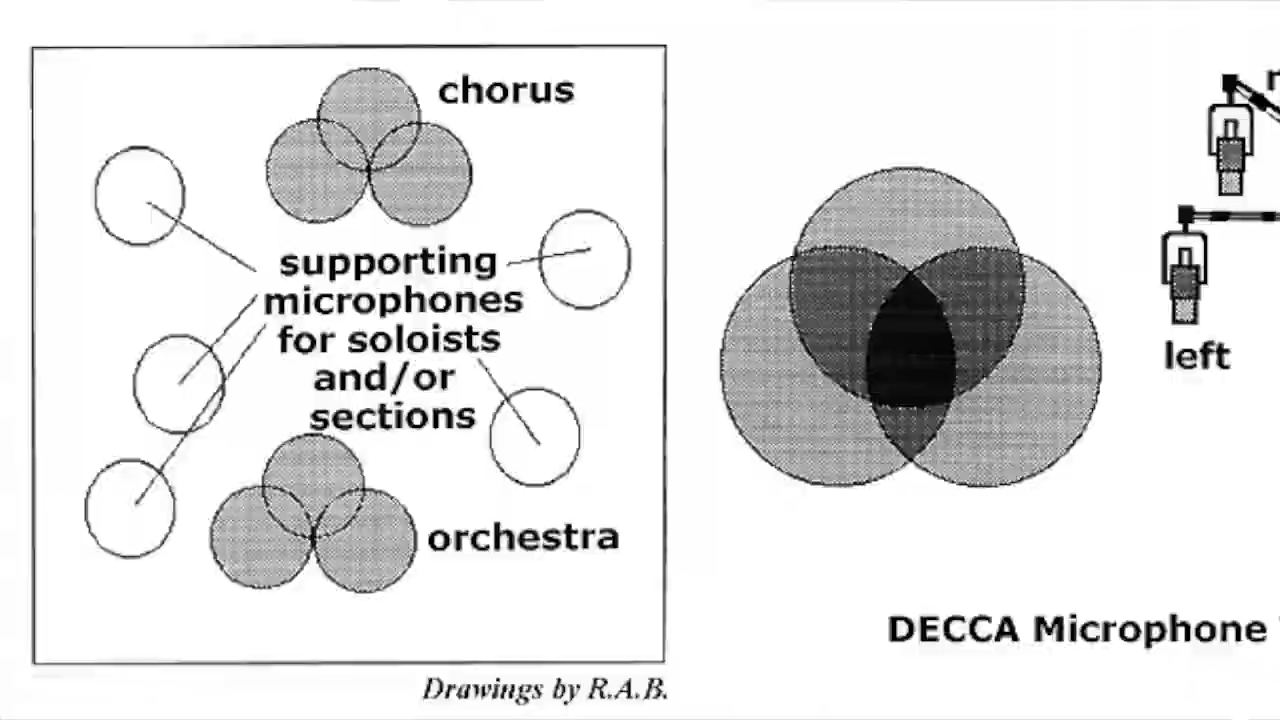 chorus
supporting
microphones
for soloists
and/or
sections
orchestra
Drawings by R.A.B.
left
DECCA Microphone